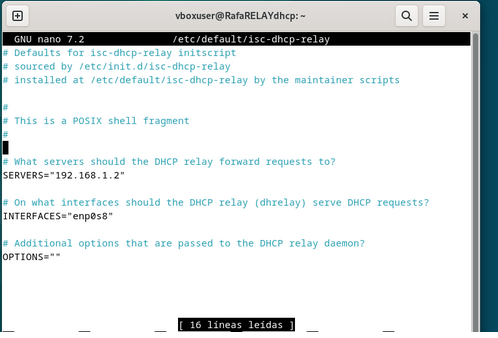 vboxuser@RafaRELAYdhcp: ~
GNU nano 7.2 /etc/default/isc-dhcp-relay
# Defaults for isc-dhcp-relay initscript
# sourced by /etc/init.d/isc-dhcp-relay
# installed at /etc/default/isc-dhcp-relay by the maintainer scripts
#
# This is a POSIX shell fragment
#
# What servers should the DHCP relay forward requests to?
SERVERS="192.168.1.2"
# On what interfaces should the DHCP relay (dhrelay) serve DHCP requests?
INTERFACES="enp0s8"
# Additional options that are passed to the DHCP relay daemon?
OPTIONS=""
[ 16 líneas leídas ]